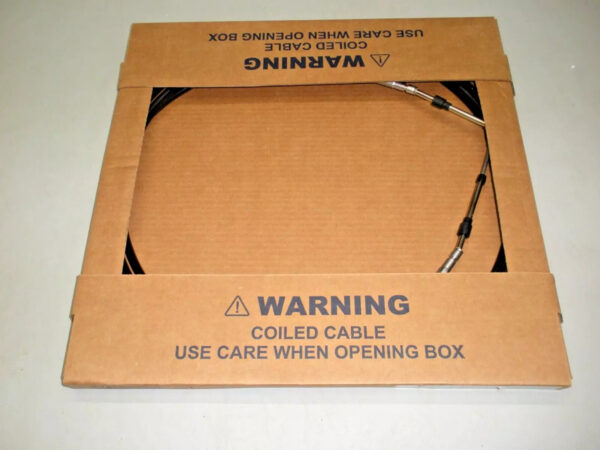 ⚠ WARNING
COILED CABLE
USE CARE WHEN OPENING BOX
⚠ WARNING
COILED CABLE
USE CARE WHEN OPENING BOX